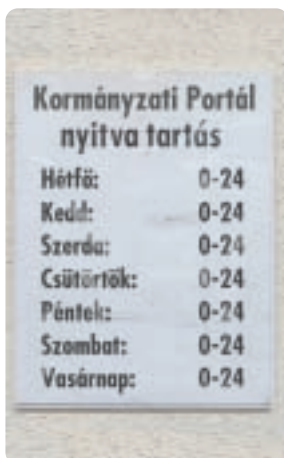 Kormányzati Portál
nyitva tartás
Hétfő: 0-24
Kedd: 0-24
Szerda: 0-24
Csütörtök: 0-24
Péntek: 0-24
Szombat: 0-24
Vasárnap: 0-24